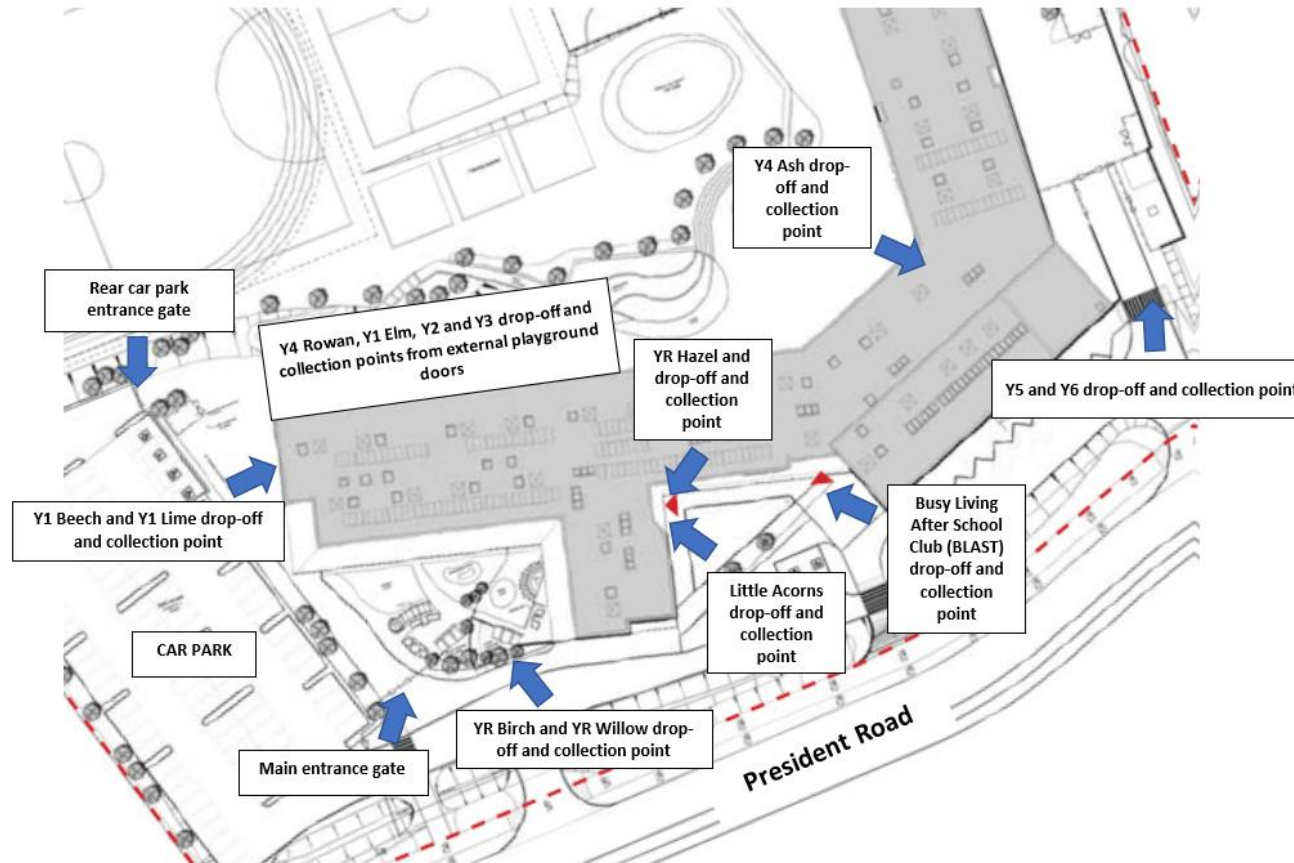 Y4 Ash drop-
off and
collection
point
Rear car park
entrance gate
Y4 Rowan, Y1 Elm, Y2 and Y3 drop-off and
collection points from external playground
doors
YR Hazel and
drop-off and
collection
point
Y5 and Y6 drop-off and collection point
Y1 Beech and Y1 Lime drop-off
and collection point
Busy Living
After School
Club (BLAST)
drop-off and
collection
point
Little Acorns
drop-off and
collection
point
CAR PARK
YR Birch and YR Willow drop-
off and collection point
Main entrance gate
President Road